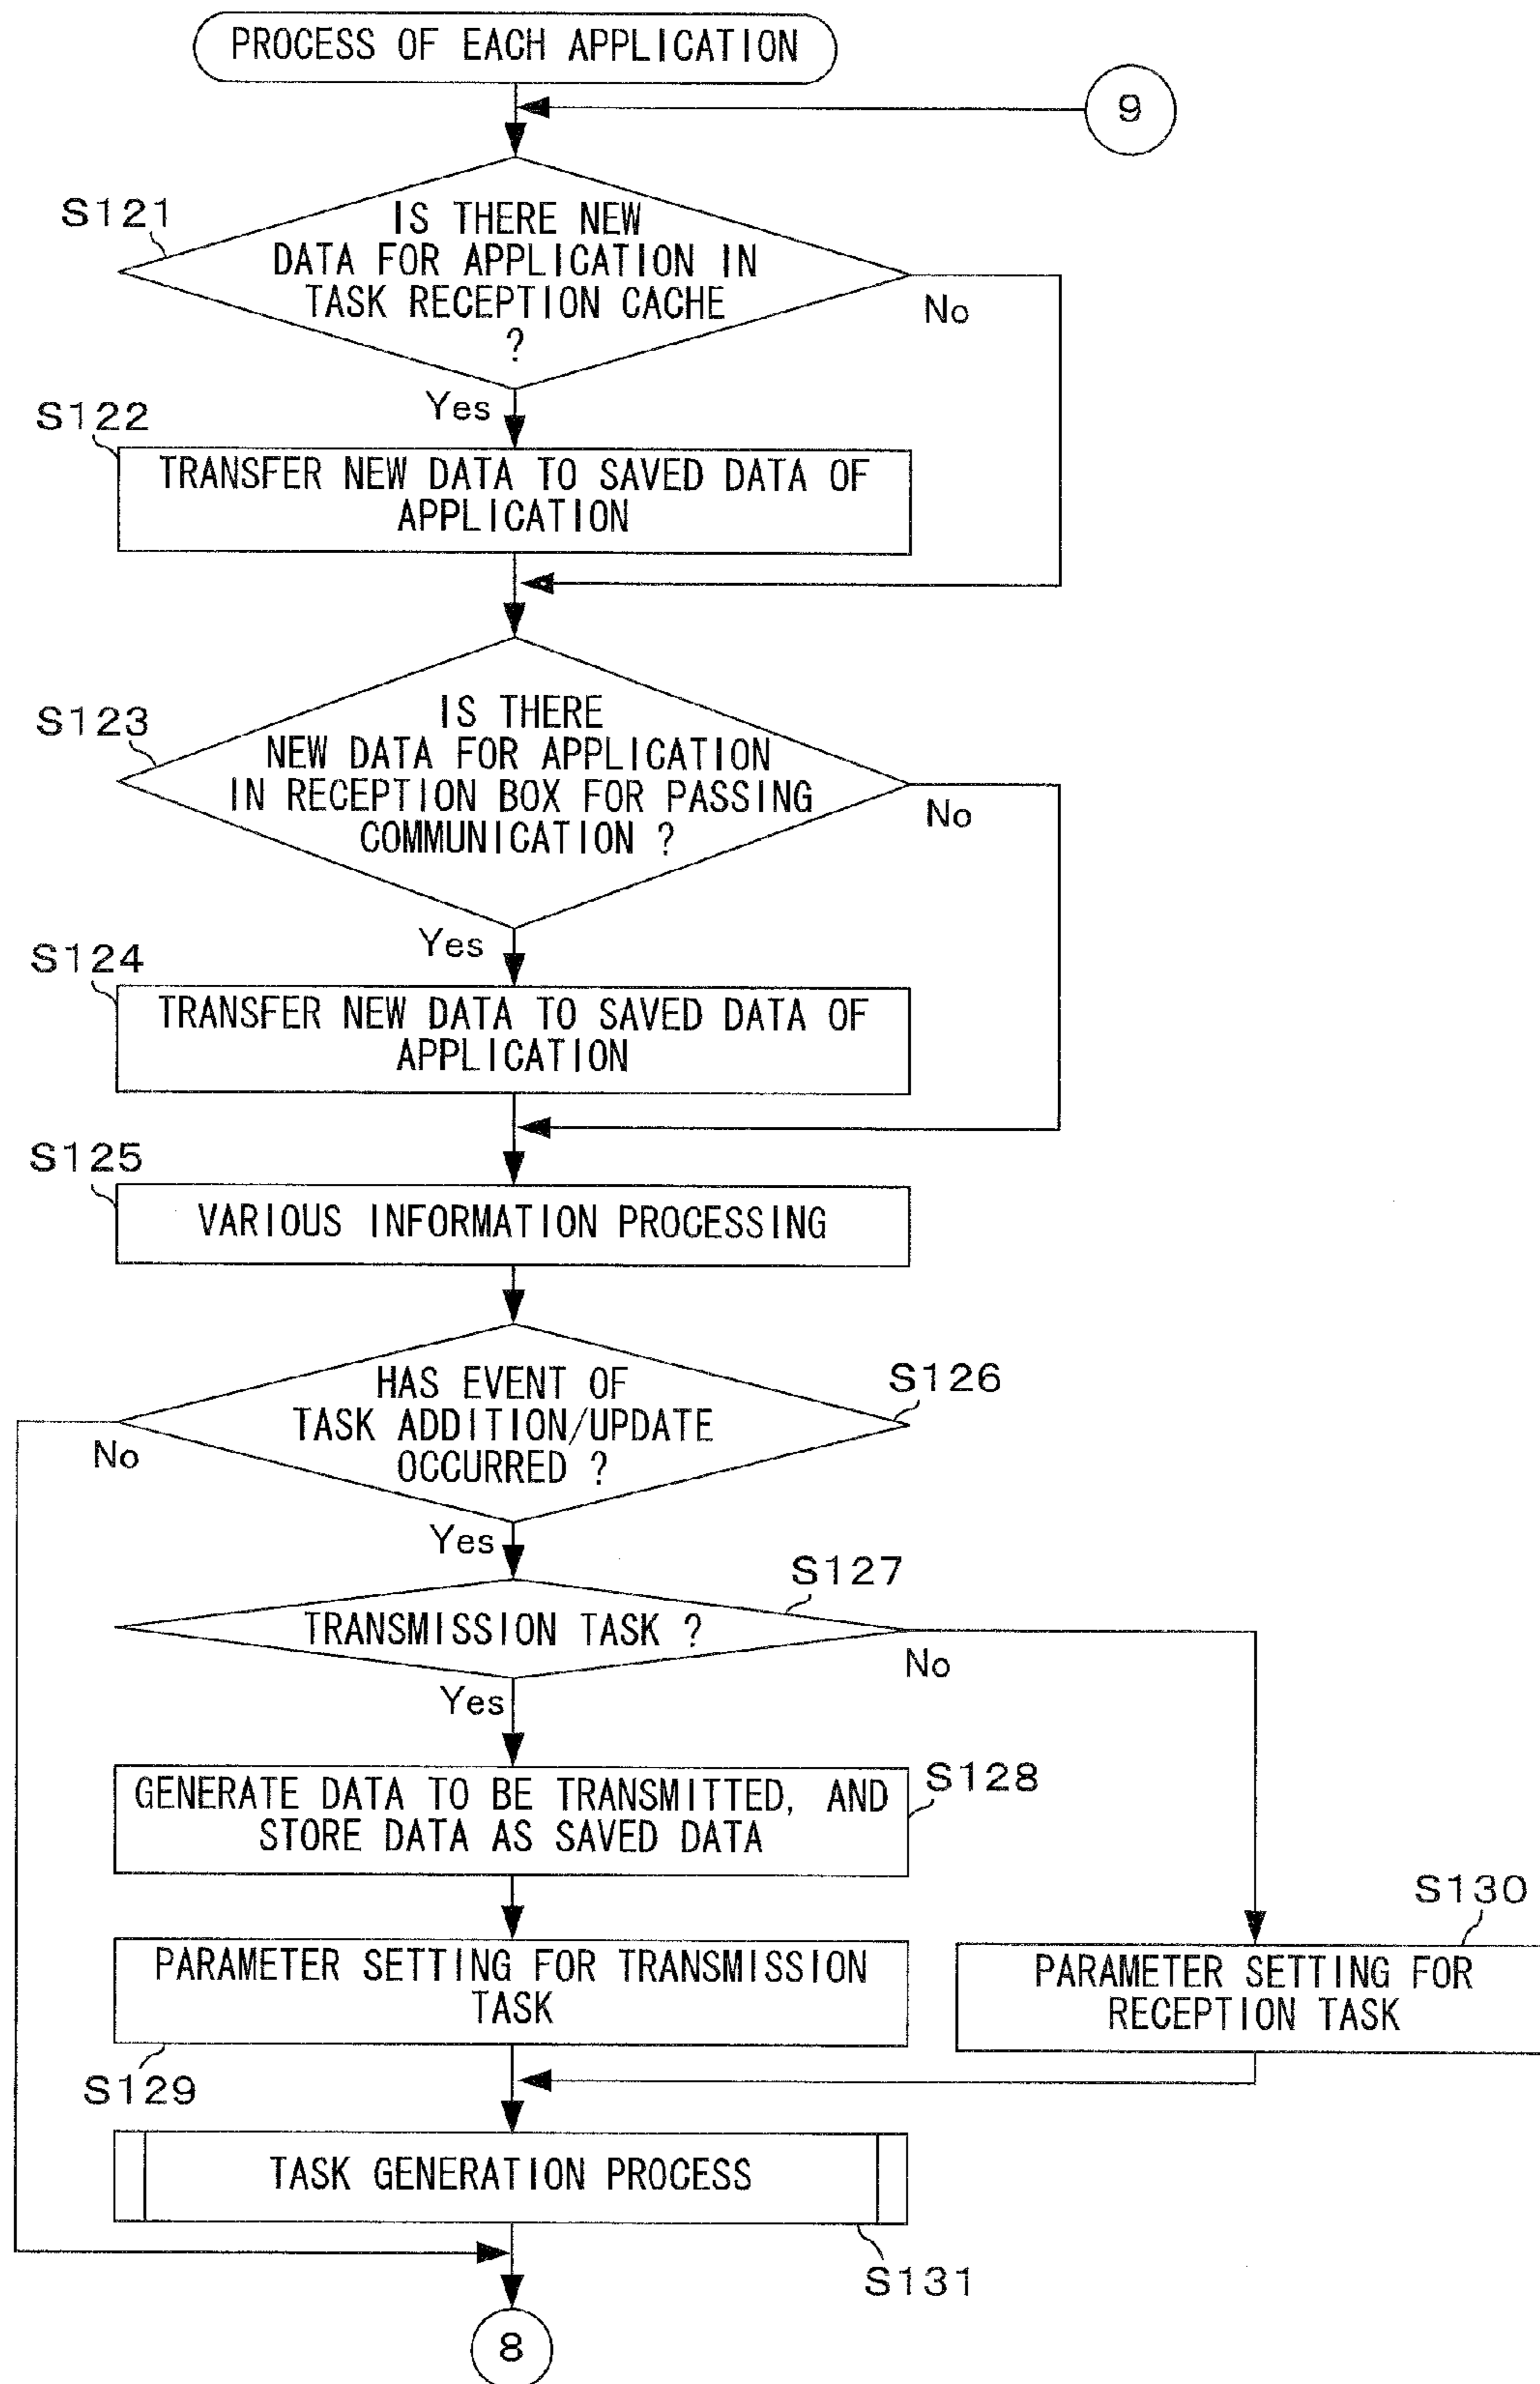 PROCESS OF EACH APPLICATION
9
S121
IS THERE NEW
DATA FOR APPLICATION IN
TASK RECEPTION CACHE
?
No
Yes
S122
TRANSFER NEW DATA TO SAVED DATA OF
APPLICATION
S123
IS THERE
NEW DATA FOR APPLICATION
IN RECEPTION BOX FOR PASSING
COMMUNICATION ?
No
Yes
S124
TRANSFER NEW DATA TO SAVED DATA OF
APPLICATION
S125
VARIOUS INFORMATION PROCESSING
S126
HAS EVENT OF
TASK ADDITION/UPDATE
OCCURRED ?
No
Yes
S127
TRANSMISSION TASK ?
No
Yes
S128
GENERATE DATA TO BE TRANSMITTED, AND
STORE DATA AS SAVED DATA
S130
PARAMETER SETTING FOR TRANSMISSION
TASK
PARAMETER SETTING FOR
RECEPTION TASK
S129
TASK GENERATION PROCESS
S131
8